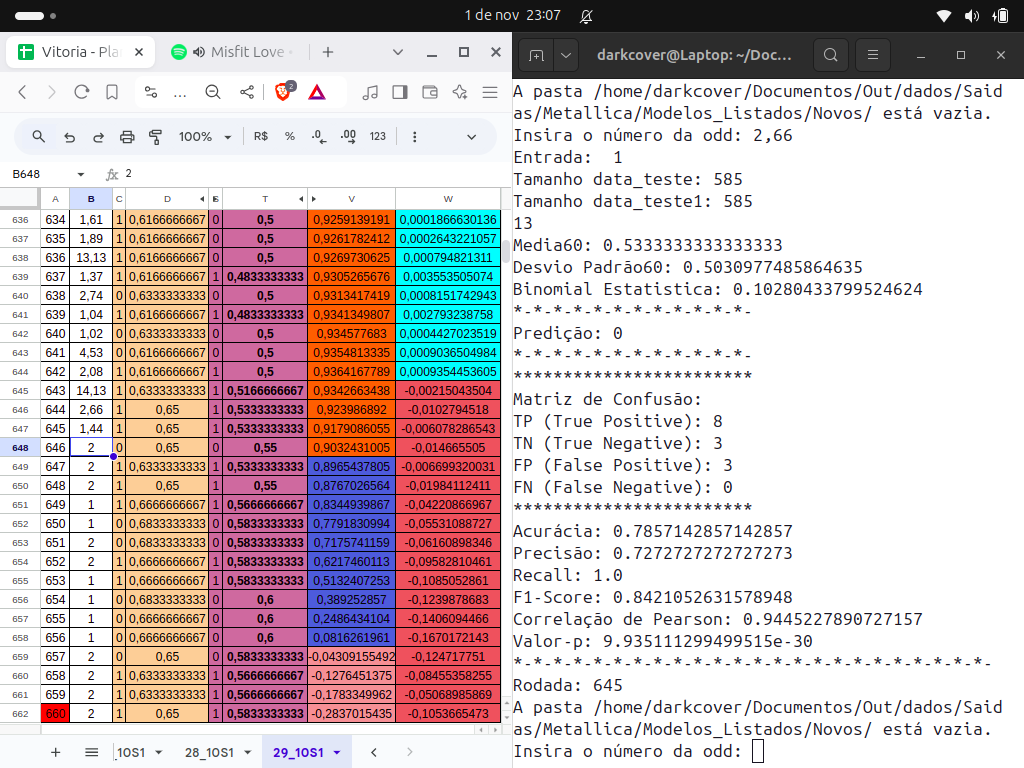 1 de nov 23:07
Vitoria - Pla
Misfit Love
2
100%
R$
%
.0
.00
123
B648
fx 2
A B C D S T V W
636 634 1,61 1 0,6166666667 0 0,5 0,9259139191 0,0001866630136
637 635 1,89 1 0,6166666667 0 0,5 0,9261782412 0,0002643221057
638 636 13,13 1 0,6166666667 0 0,5 0,9269730625 0,000794821311
639 637 1,37 1 0,6166666667 1 0,4833333333 0,9305265676 0,003553505074
640 638 2,74 0 0,6333333333 0 0,5 0,9313417419 0,0008151742943
641 639 1,04 1 0,6166666667 1 0,4833333333 0,9341349807 0,002793238758
642 640 1,02 0 0,6333333333 0 0,5 0,934577683 0,0004427023519
643 641 4,53 0 0,6166666667 0 0,5 0,9354813335 0,0009036504984
644 642 2,08 1 0,6166666667 0 0,5 0,9364167789 0,0009354453605
645 643 14,13 1 0,6333333333 1 0,5166666667 0,9342663438 -0,00215043504
646 644 2,66 1 0,65 1 0,5333333333 0,923986892 -0,0102794518
647 645 1,44 1 0,65 1 0,5333333333 0,9179086055 -0,006078286543
648 646 2 0 0,65 0 0,55 0,9032431005 -0,014665505
649 647 2 1 0,6333333333 1 0,5333333333 0,8965437805 -0,006699320031
650 648 2 1 0,65 1 0,55 0,8767026564 -0,01984112411
651 649 1 1 0,6666666667 1 0,5666666667 0,8344939867 -0,04220866967
652 650 1 0 0,6833333333 1 0,5833333333 0,7791830994 -0,05531088727
653 651 2 0 0,6833333333 1 0,5833333333 0,7175741159 -0,06160898346
654 652 2 1 0,6666666667 1 0,5833333333 0,6217460113 -0,09582810461
655 653 1 1 0,6666666667 1 0,5833333333 0,5132407253 -0,1085052861
656 654 1 0 0,6833333333 1 0,6 0,389252857 -0,1239878683
657 655 1 0 0,6666666667 0 0,6 0,2486434104 -0,1406094466
658 656 1 1 0,6666666667 0 0,6 0,0816261961 -0,1670172143
659 657 2 0 0,65 0 0,5833333333 -0,04309155492 -0,124717751
660 658 2 1 0,6333333333 1 0,5666666667 -0,1276451375 -0,08455358255
661 659 2 1 0,6333333333 1 0,5666666667 -0,1783349962 -0,05068985869
662 660 2 1 0,65 1 0,5833333333 -0,2837015435 -0,1053665473
_10S1
28_10S1
29_10S1
darkcover@Laptop: ~/Doc...
A pasta /home/darkcover/Documentos/Out/dados/Said
as/Metallica/Modelos_Listados/Novos/ está vazia.
Insira o número da odd: 2,66
Entrada:  1
Tamanho data_teste: 585
Tamanho data_teste1: 585
13
Media60: 0.5333333333333333
Desvio Padrão60: 0.5030977485864635
Binomial Estatistica: 0.10280433799524624
*-*-*-*-*-*-*-*-*-*-*-*-
Predição: 0
*-*-*-*-*-*-*-*-*-*-*-*-
************************
Matriz de Confusão:
TP (True Positive): 8
TN (True Negative): 3
FP (False Positive): 3
FN (False Negative): 0
************************
Acurácia: 0.7857142857142857
Precisão: 0.7272727272727273
Recall: 1.0
F1-Score: 0.8421052631578948
Correlação de Pearson: 0.9445227890727157
Valor-p: 9.935111299499515e-30
*-*-*-*-*-*-*-*-*-*-*-*-*-*-*-*-*-*-*-*-*-*-*-*-
Rodada: 645
A pasta /home/darkcover/Documentos/Out/dados/Said
as/Metallica/Modelos_Listados/Novos/ está vazia.
Insira o número da odd: